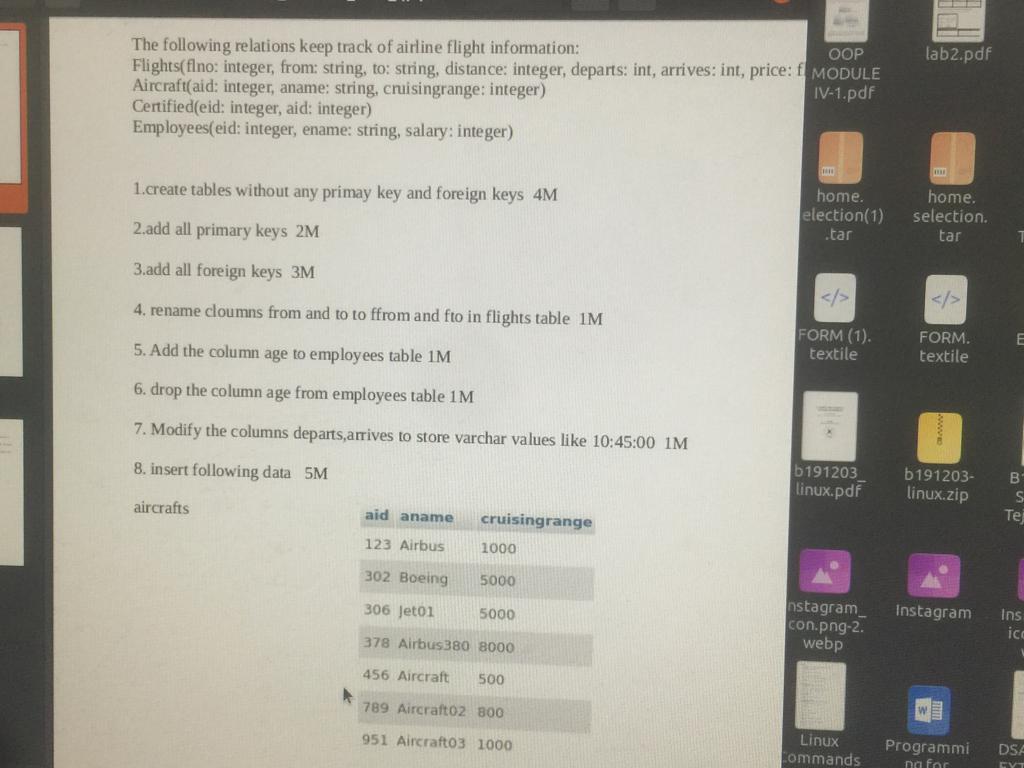 The following relations keep track of airline flight information:
Flights(flno: integer, from: string, to: string, distance: integer, departs: int, arrives: int, price: fl
Aircraft(aid: integer, aname: string, cruisingrange: integer)
Certified(eid: integer, aid: integer)
Employees(eid: integer, ename: string, salary: integer)
1.create tables without any primay key and foreign keys 4M
2.add all primary keys 2M
3.add all foreign keys 3M
4. rename cloumns from and to to ffrom and fto in flights table 1M
5. Add the column age to employees table 1M
6. drop the column age from employees table 1M
7. Modify the columns departs,arrives to store varchar values like 10:45:00 1M
8. insert following data 5M
aircrafts
aid aname cruisingrange
123 Airbus 1000
302 Boeing 5000
306 Jet01 5000
378 Airbus380 8000
456 Aircraft 500
789 Aircraft02 800
951 Aircraft03 1000
OOP
MODULE
IV-1.pdf
lab2.pdf
home.
election(1)
.tar
home.
selection.
tar
FORM (1).
textile
FORM.
textile
b191203_
linux.pdf
b191203-
linux.zip
nstagram_
con.png-2.
webp
Instagram
Linux
Commands
Programmi
ng for